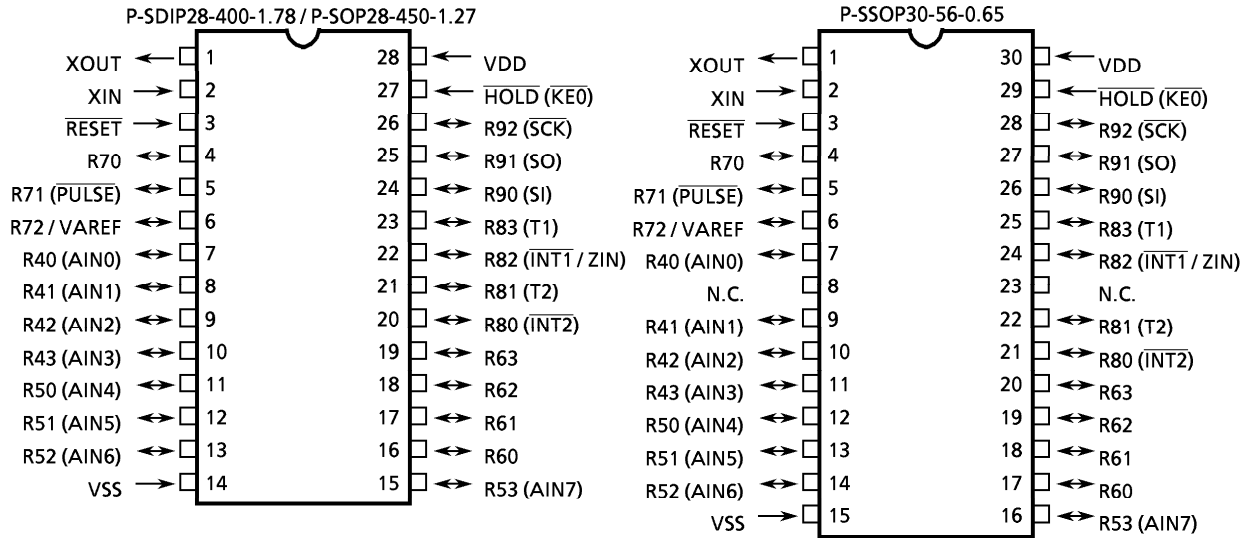 P-SDIP28-400-1.78 / P-SOP28-450-1.27
XOUT 1 28 VDD
XIN 2 27 HOLD (KE0)
RESET 3 26 R92 (SCK)
R70 4 25 R91 (SO)
R71 (PULSE) 5 24 R90 (SI)
R72 / VAREF 6 23 R83 (T1)
R40 (AIN0) 7 22 R82 (INT1 / ZIN)
R41 (AIN1) 8 21 R81 (T2)
R42 (AIN2) 9 20 R80 (INT2)
R43 (AIN3) 10 19 R63
R50 (AIN4) 11 18 R62
R51 (AIN5) 12 17 R61
R52 (AIN6) 13 16 R60
VSS 14 15 R53 (AIN7)
P-SSOP30-56-0.65
XOUT 1 30 VDD
XIN 2 29 HOLD (KE0)
RESET 3 28 R92 (SCK)
R70 4 27 R91 (SO)
R71 (PULSE) 5 26 R90 (SI)
R72 / VAREF 6 25 R83 (T1)
R40 (AIN0) 7 24 R82 (INT1 / ZIN)
N.C. 8 23 N.C.
R41 (AIN1) 9 22 R81 (T2)
R42 (AIN2) 10 21 R80 (INT2)
R43 (AIN3) 11 20 R63
R50 (AIN4) 12 19 R62
R51 (AIN5) 13 18 R61
R52 (AIN6) 14 17 R60
VSS 15 16 R53 (AIN7)